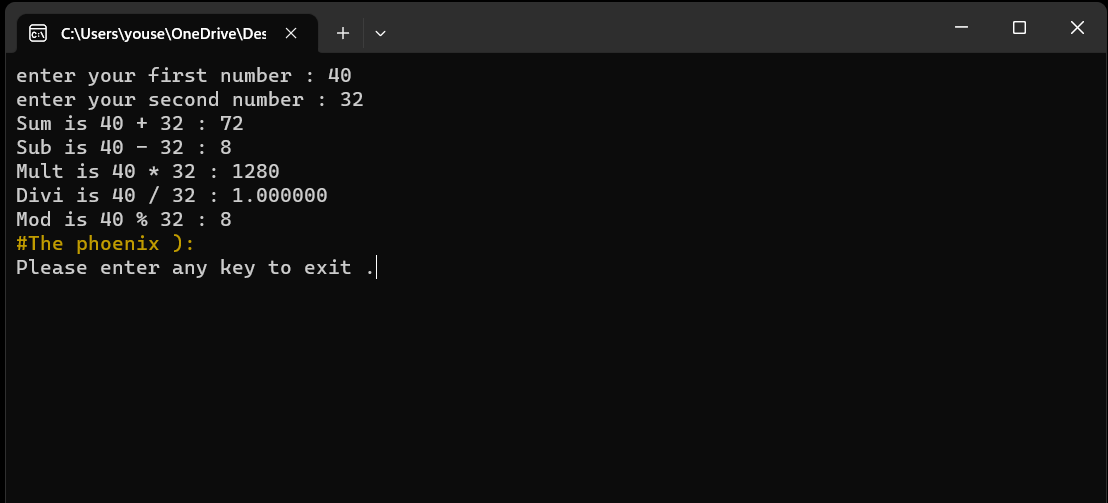 C:\Users\youse\OneDrive\Des
enter your first number : 40
enter your second number : 32
Sum is 40 + 32 : 72
Sub is 40 - 32 : 8
Mult is 40 * 32 : 1280
Divi is 40 / 32 : 1.000000
Mod is 40 % 32 : 8
#The phoenix ):
Please enter any key to exit .